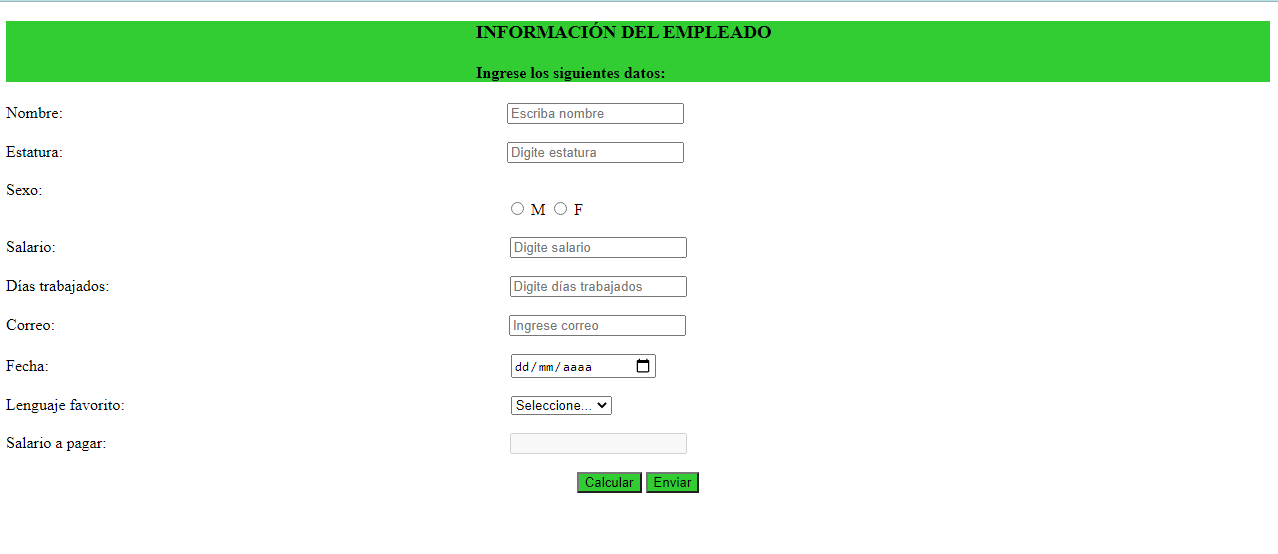 INFORMACIÓN DEL EMPLEADO
Ingrese los siguientes datos:
Nombre: Escriba nombre
Estatura: Digite estatura
Sexo:
M F
Salario: Digite salario
Días trabajados: Digite días trabajados
Correo: Ingrese correo
Fecha: dd/mm/aaaa
Lenguaje favorito: Seleccione...
Salario a pagar:
Calcular Enviar